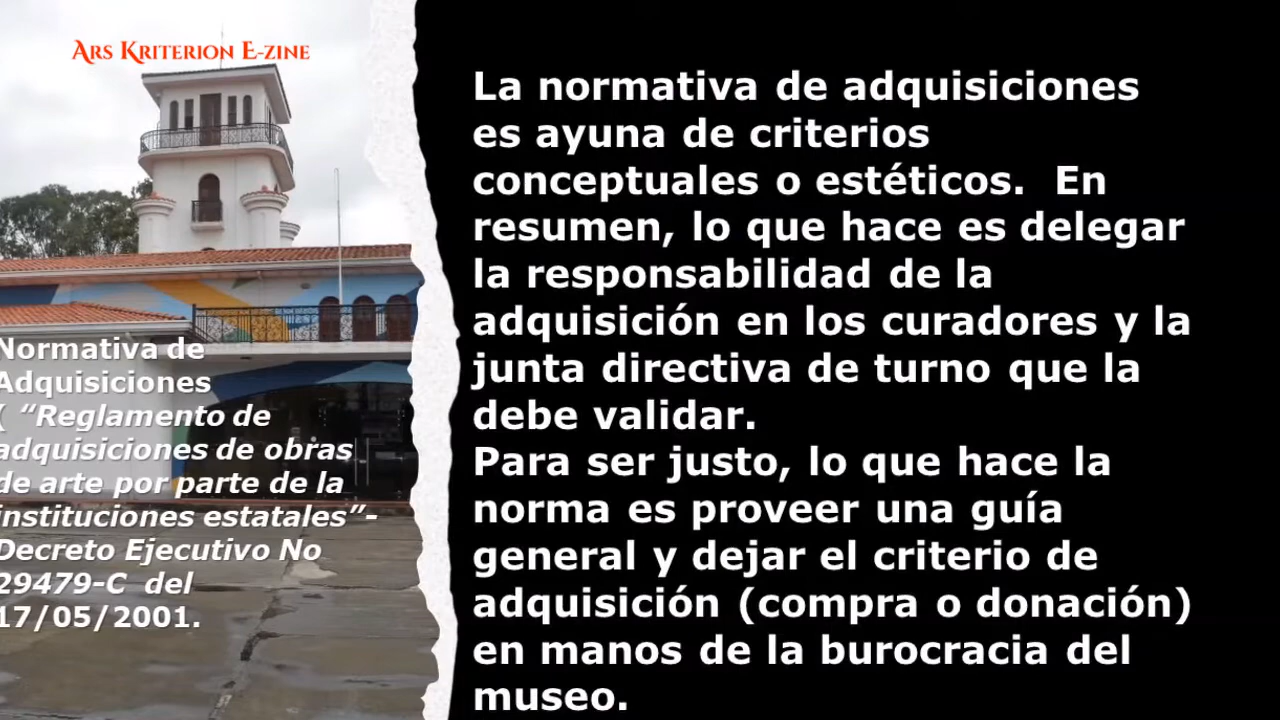 Ars Kriterion E-zine
La normativa de adquisiciones
es ayuna de criterios
conceptuales o estéticos.  En
resumen, lo que hace es delegar
la responsabilidad de la
adquisición en los curadores y la
junta directiva de turno que la
debe validar.
Para ser justo, lo que hace la
norma es proveer una guía
general y dejar el criterio de
adquisición (compra o donación)
en manos de la burocracia del
museo.
Normativa de
Adquisiciones
( “Reglamento de
adquisiciones de obras
de arte por parte de la
instituciones estatales”-
Decreto Ejecutivo No
29479-C  del
17/05/2001.